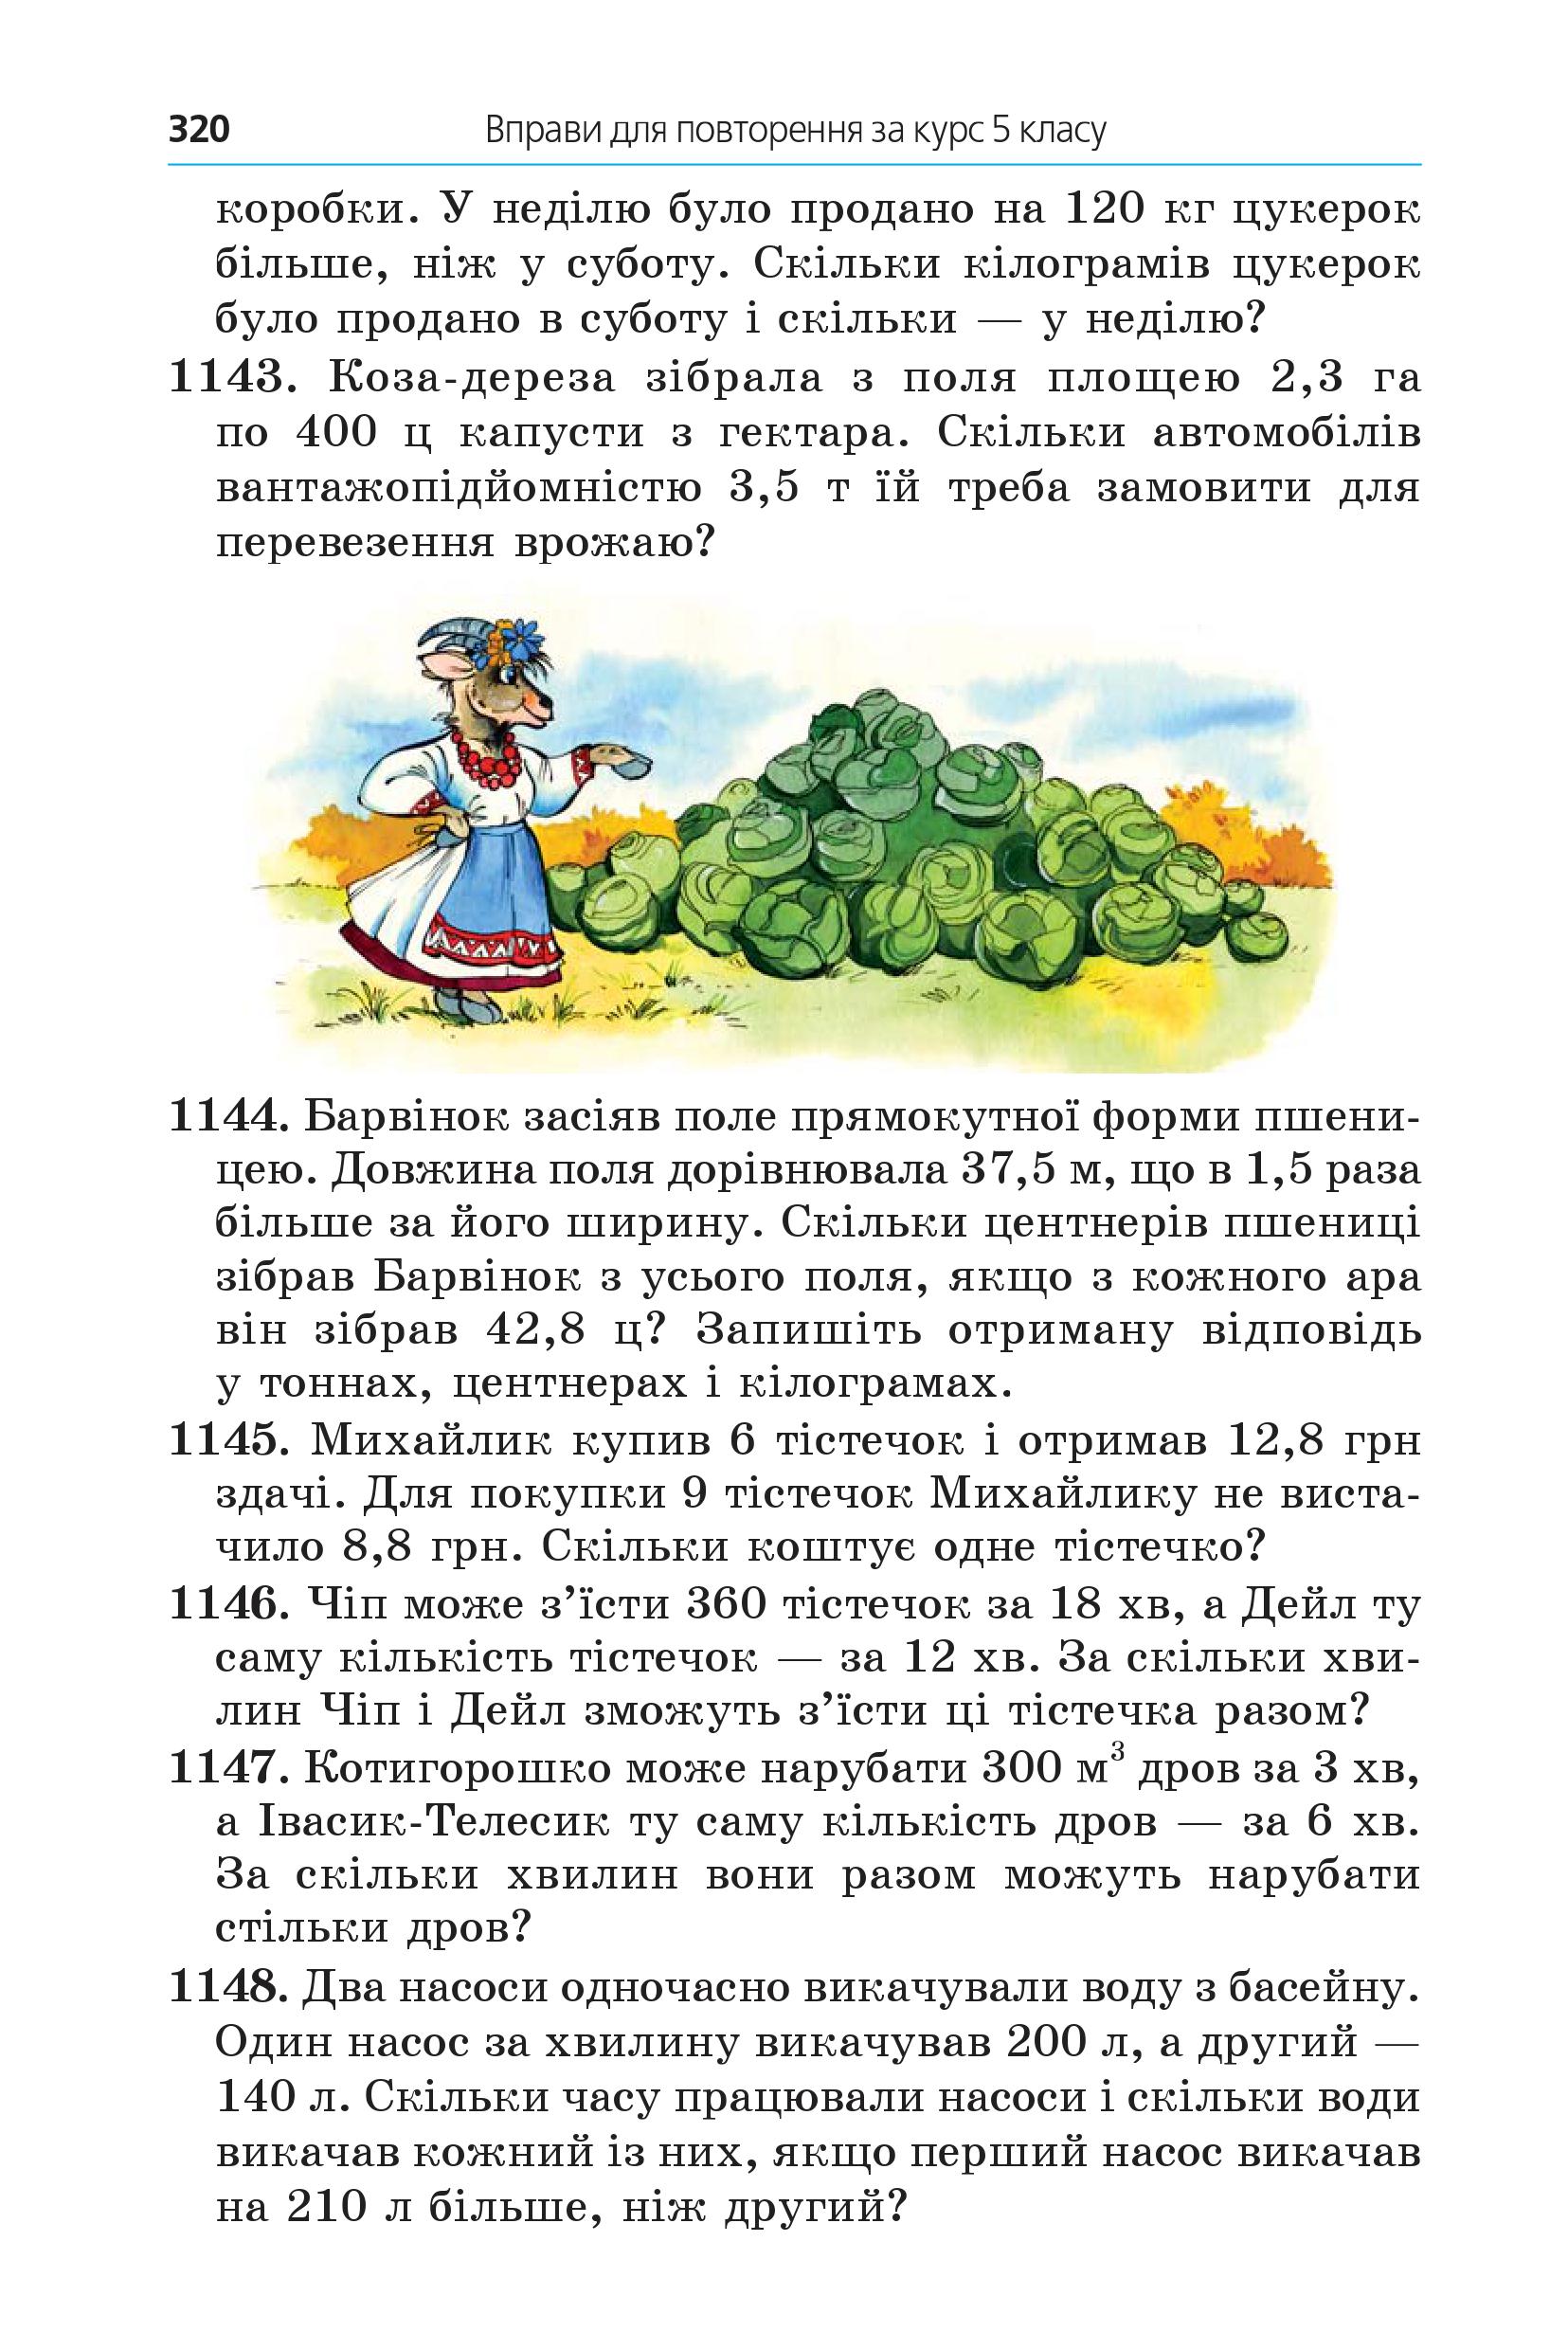 320 Вправи для повторення за курс 5 класу
коробки. У неділю було продано на 120 кг цукерок
більше, ніж у суботу. Скільки кілограмів цукерок
було продано в суботу і скільки — у неділю?
1143. Коза-дереза зібрала з поля площею 2,3 га
по 400 ц капусти з гектара. Скільки автомобілів
вантажопідйомністю 3,5 т їй треба замовити для
перевезення врожаю?
1144. Барвінок засіяв поле прямокутної форми пшени-
цею. Довжина поля дорівнювала 37,5 м, що в 1,5 раза
більше за його ширину. Скільки центнерів пшениці
зібрав Барвінок з усього поля, якщо з кожного ара
він зібрав 42,8 ц? Запишіть отриману відповідь
у тоннах, центнерах і кілограмах.
1145. Михайлик купив 6 тістечок і отримав 12,8 грн
здачі. Для покупки 9 тістечок Михайлику не виста-
чило 8,8 грн. Скільки коштує одне тістечко?
1146. Чіп може з’їсти 360 тістечок за 18 хв, а Дейл ту
саму кількість тістечок — за 12 хв. За скільки хви-
лин Чіп і Дейл зможуть з’їсти ці тістечка разом?
1147. Котигорошко може нарубати 300 м³ дров за 3 хв,
а Івасик-Телесик ту саму кількість дров — за 6 хв.
За скільки хвилин вони разом можуть нарубати
стільки дров?
1148. Два насоси одночасно викачували воду з басейну.
Один насос за хвилину викачував 200 л, а другий —
140 л. Скільки часу працювали насоси і скільки води
викачав кожний із них, якщо перший насос викачав
на 210 л більше, ніж другий?